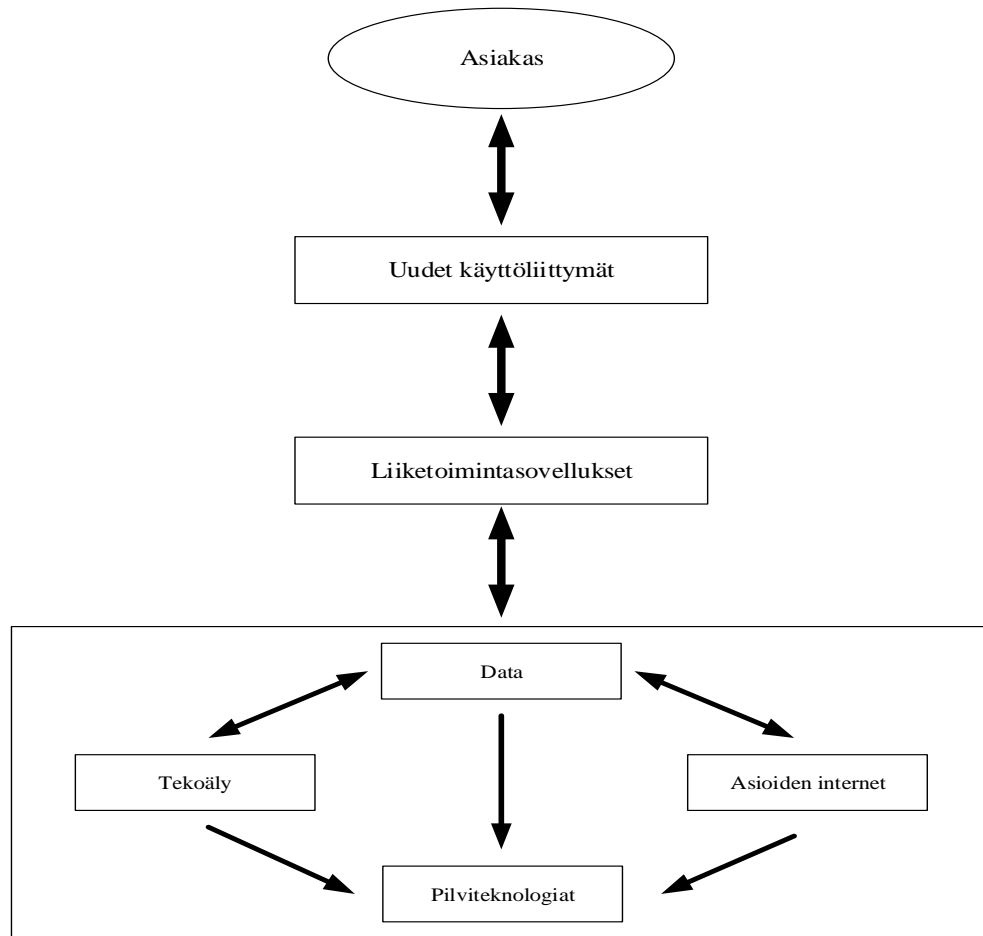 Asiakas
Uudet käyttöliittymät
Liiketoimintasovellukset
Data
Tekoäly
Asioiden internet
Pilviteknologiat